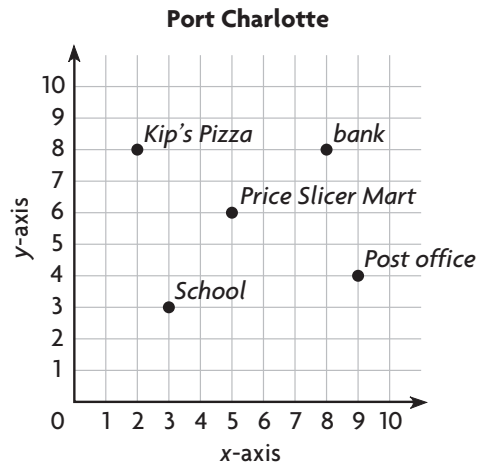 Port Charlotte
10
9
Kip's Pizza bank
8
7
Price Slicer Mart
6
5
Post office
4
School
3
2
1
0 1 2 3 4 5 6 7 8 9 10
x-axis
y-axis